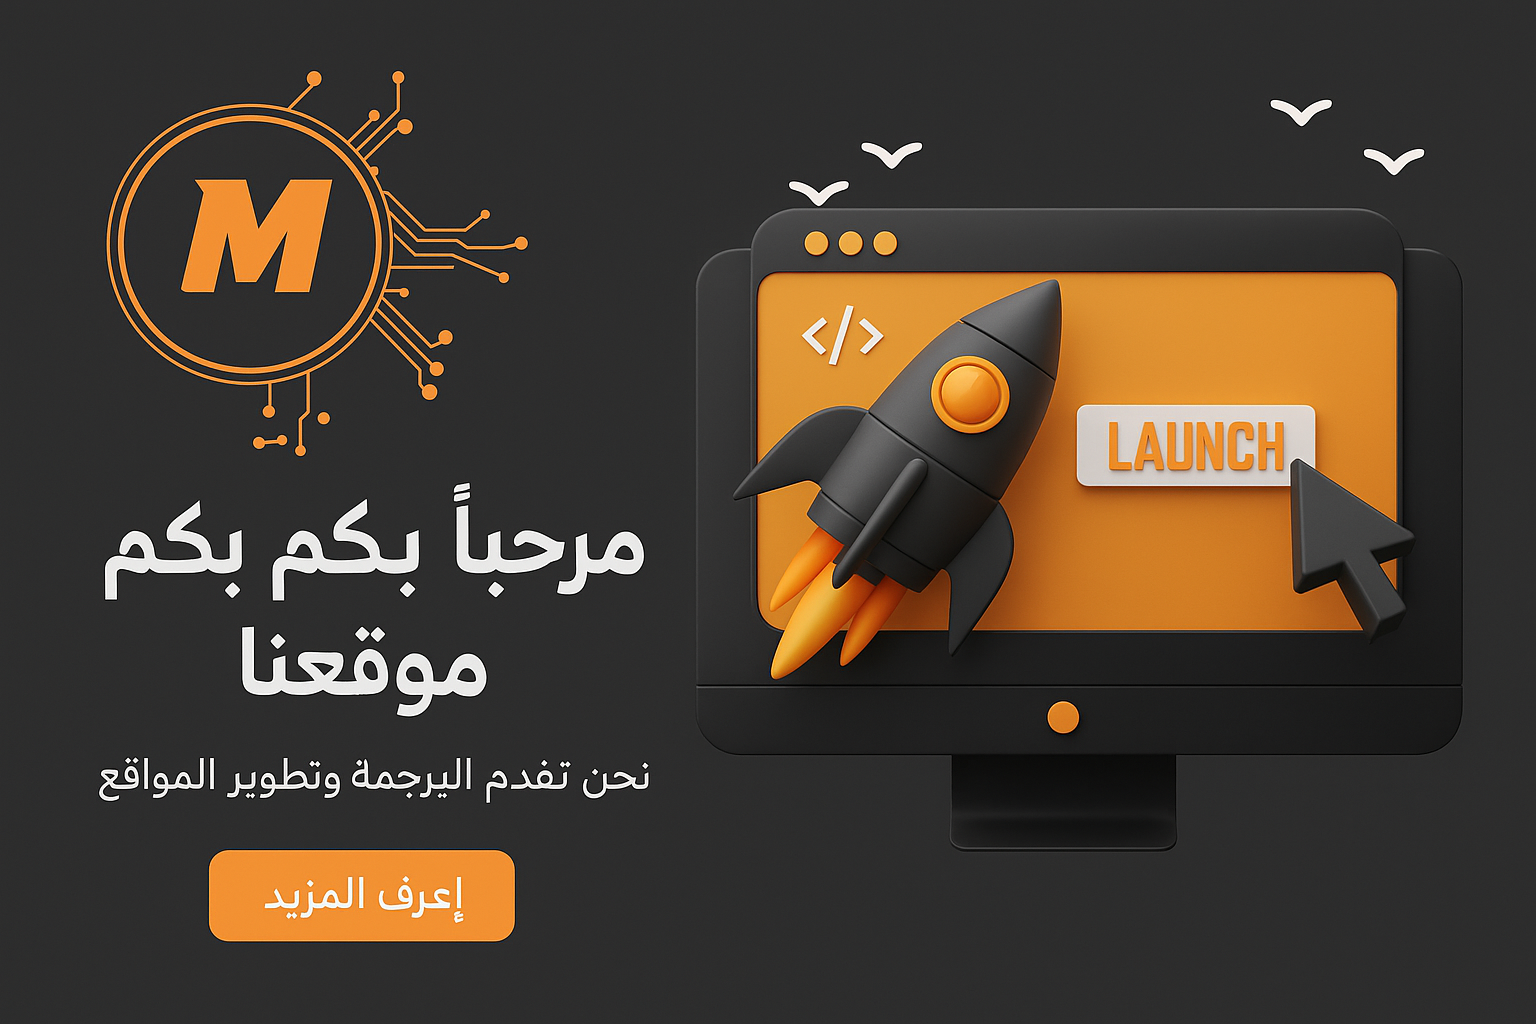 M
مرحباً بكم بكم
موقعنا
نحن تفدم اليرجمة وتطوير المواقع
إعرف المزيد
</>
LAUNCH